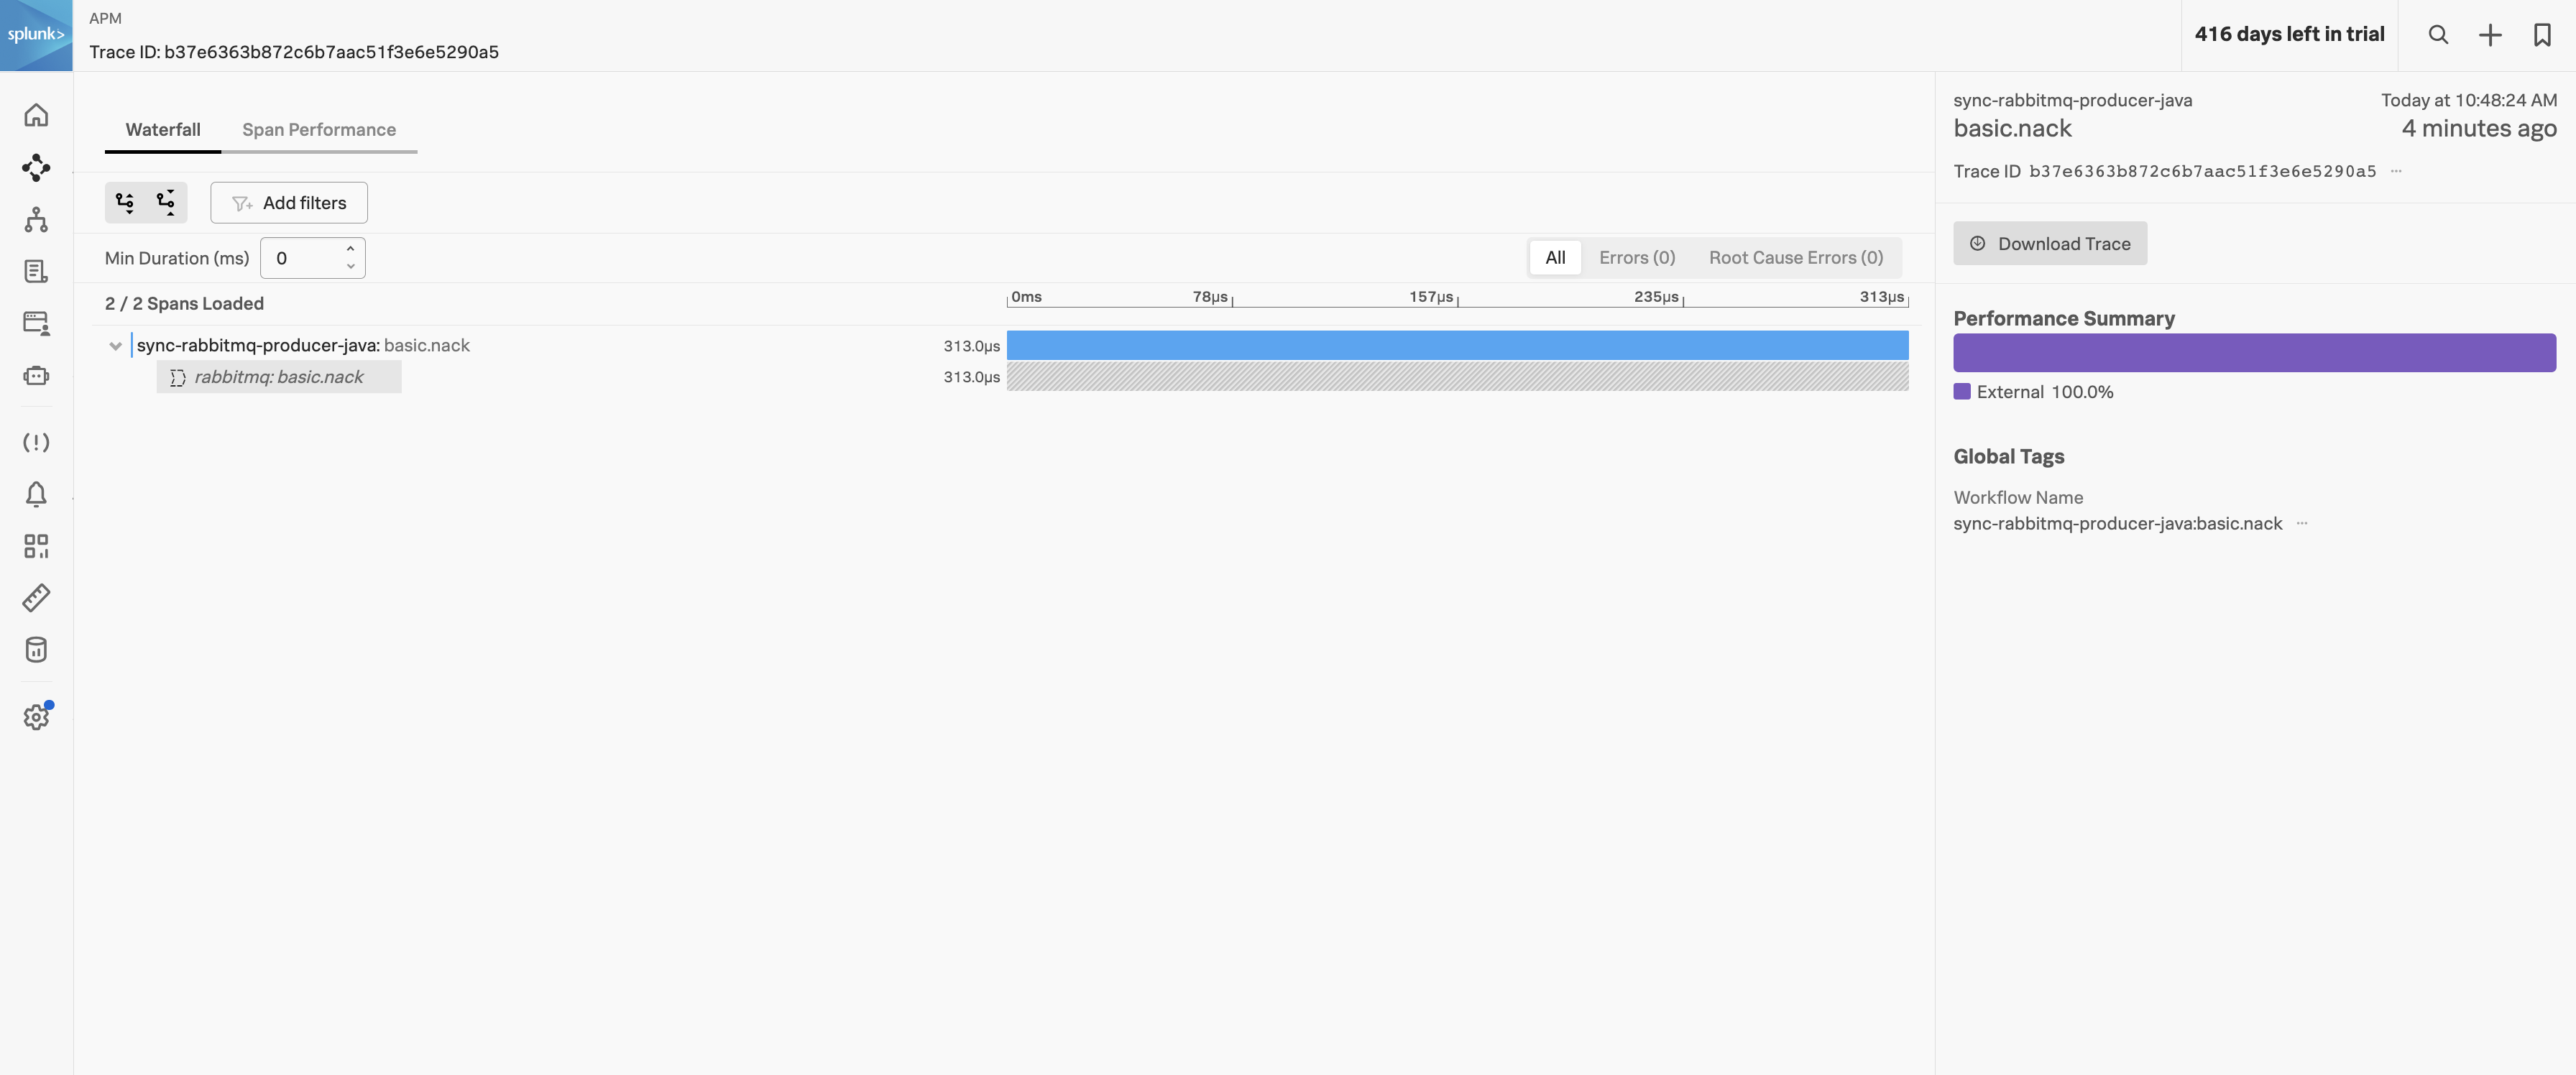 splunk>
APM
Trace ID: b37e6363b872c6b7aac51f3e6e5290a5
416 days left in trial
Waterfall
Span Performance
Add filters
Min Duration (ms)
0
All
Errors (0)
Root Cause Errors (0)
2 / 2 Spans Loaded
0ms
78µs
157µs
235µs
313µs
sync-rabbitmq-producer-java: basic.nack
313.0µs
rabbitmq: basic.nack
313.0µs
sync-rabbitmq-producer-java
Today at 10:48:24 AM
basic.nack
4 minutes ago
Trace ID b37e6363b872c6b7aac51f3e6e5290a5 ...
Download Trace
Performance Summary
External 100.0%
Global Tags
Workflow Name
sync-rabbitmq-producer-java:basic.nack ...